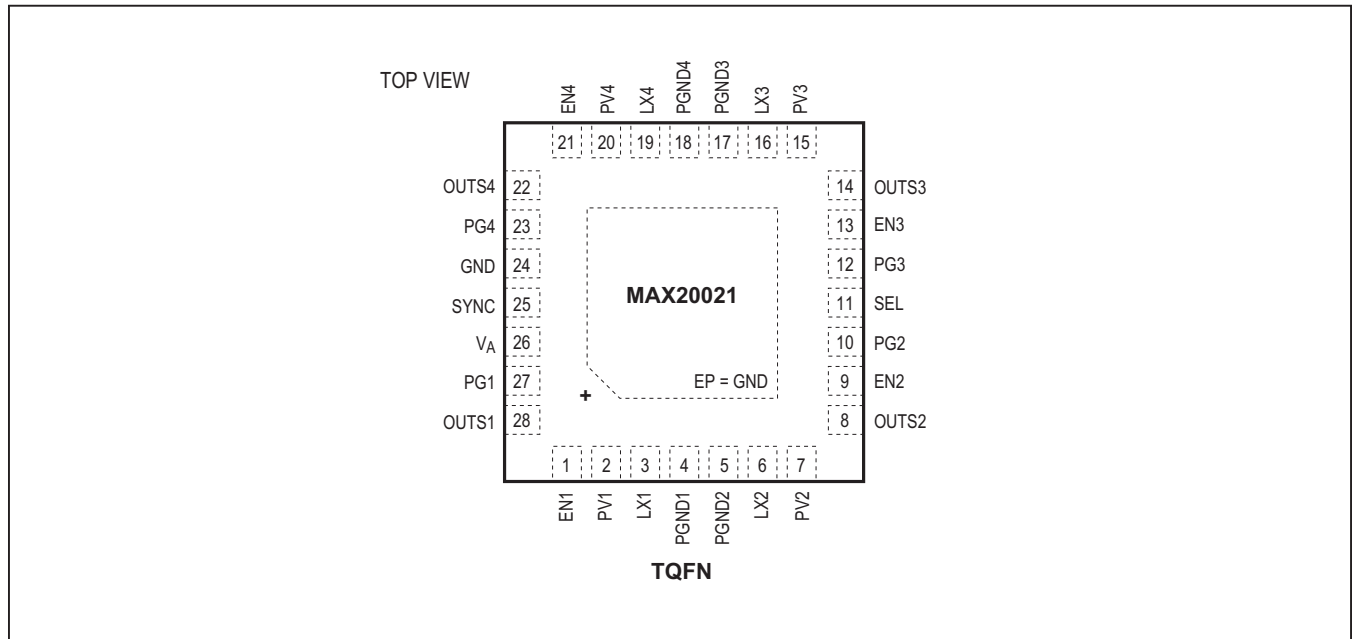 TOP VIEW
EN4 PV4 LX4 PGND4 PGND3 LX3 PV3
21 20 19 18 17 16 15
OUTS4 22 14 OUTS3
PG4 23 13 EN3
GND 24 12 PG3
MAX20021
SYNC 25 11 SEL
VA 26 10 PG2
PG1 27 EP = GND 9 EN2
+
OUTS1 28 8 OUTS2
1 2 3 4 5 6 7
EN1 PV1 LX1 PGND1 PGND2 LX2 PV2
TQFN